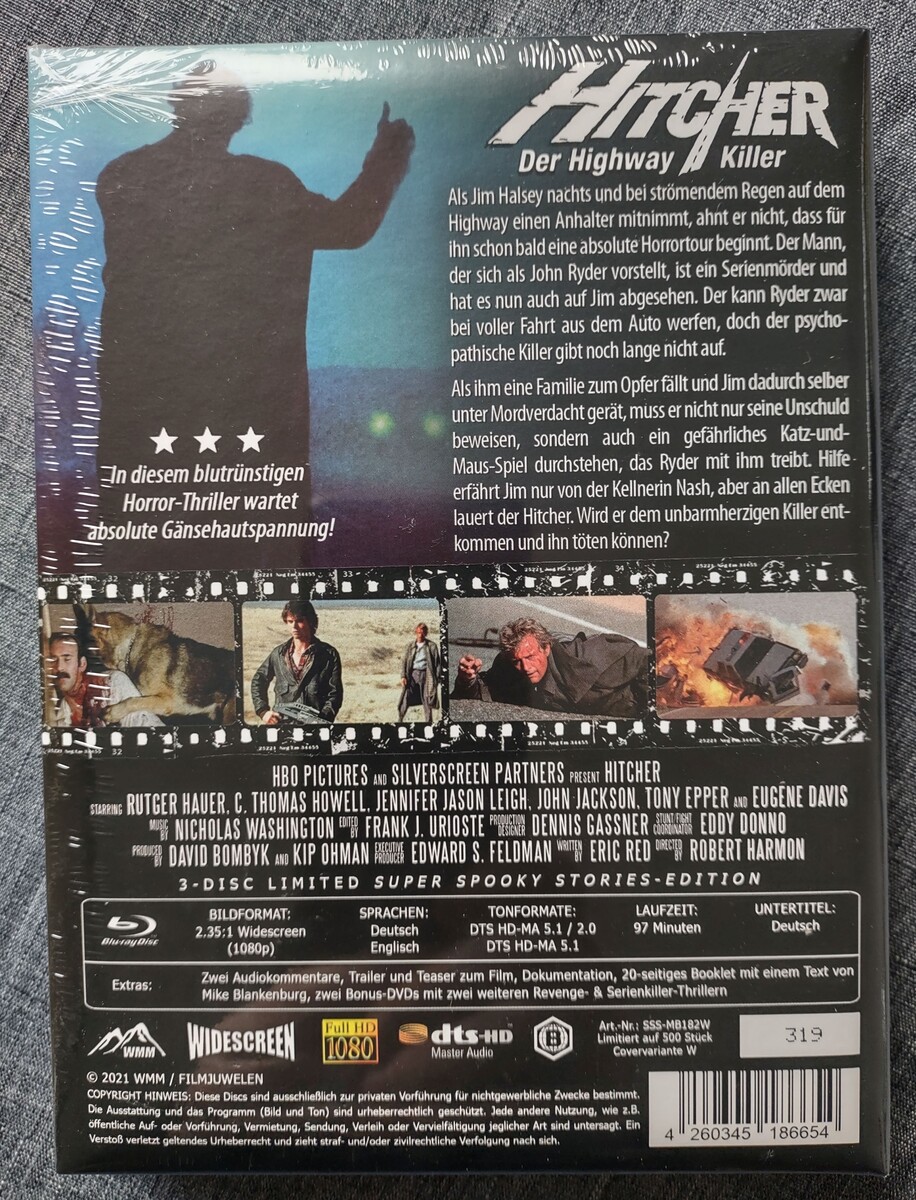 HITCHER
Der Highway Killer
Als Jim Halsey nachts und bei strömendem Regen auf dem
Highway einen Anhalter mitnimmt, ahnt er nicht, dass für
ihn schon bald eine absolute Horrortour beginnt. Der Mann,
der sich als John Ryder vorstellt, ist ein Serienmörder und
hat es nun auch auf Jim abgesehen. Der kann Ryder zwar
bei voller Fahrt aus dem Auto werfen, doch der psycho-
pathische Killer gibt noch lange nicht auf.
Als ihm eine Familie zum Opfer fällt und Jim dadurch selber
unter Mordverdacht gerät, muss er nicht nur seine Unschuld
beweisen, sondern auch ein gefährliches Katz-und-
Maus-Spiel durchstehen, das Ryder mit ihm treibt. Hilfe
erfährt Jim nur von der Kellnerin Nash, aber an allen Ecken
lauert der Hitcher. Wird er dem unbarmherzigen Killer ent-
kommen und ihn töten können?
In diesem blutrünstigen
Horror-Thriller wartet
absolute Gänsehautspannung!
32 33 34
32
HBO PICTURES AND SILVERSCREEN PARTNERS PRESENT HITCHER
STARRING RUTGER HAUER, C. THOMAS HOWELL, JENNIFER JASON LEIGH, JOHN JACKSON, TONY EPPER AND EUGÊNE DAVIS
MUSIC BY NICHOLAS WASHINGTON EDITED BY FRANK J. URIOSTE PRODUCTION DESIGNER DENNIS GASSNER STUNT/FIGHT COORDINATOR EDDY DONNO
PRODUCED BY DAVID BOMBYK AND KIP OHMAN EXECUTIVE PRODUCER EDWARD S. FELDMAN WRITTEN BY ERIC RED DIRECTED BY ROBERT HARMON
3-DISC LIMITED SUPER SPOOKY STORIES-EDITION
Blu-ray Disc
BILDFORMAT:
2.35:1 Widescreen
(1080p)
SPRACHEN:
Deutsch
Englisch
TONFORMATE:
DTS HD-MA 5.1 / 2.0
DTS HD-MA 5.1
LAUFZEIT:
97 Minuten
UNTERTITEL:
Deutsch
Extras:
Zwei Audiokommentare, Trailer und Teaser zum Film, Dokumentation, 20-seitiges Booklet mit einem Text von
Mike Blankenburg, zwei Bonus-DVDs mit zwei weiteren Revenge- & Serienkiller-Thrillern
WMM
WIDESCREEN
Full HD
1080
dts-HD
Master Audio
B
Art.-Nr.: SSS-MB182W
Limitiert auf 500 Stück
Covervariante W
319
© 2021 WMM / FILMJUWELEN
COPYRIGHT HINWEIS: Diese Discs sind ausschließlich zur privaten Vorführung für nichtgewerbliche Zwecke bestimmt.
Die Ausstattung und das Programm (Bild und Ton) sind urheberrechtlich geschützt. Jede andere Nutzung, wie z.B.
öffentliche Auf- oder Vorführung, Vermietung, Sendung, Verleih oder Vervielfältigung jeglicher Art sind untersagt. Ein
Verstoß verletzt geltendes Urheberrecht und zieht straf- und/oder zivilrechtliche Verfolgung nach sich.
4 260345 186654